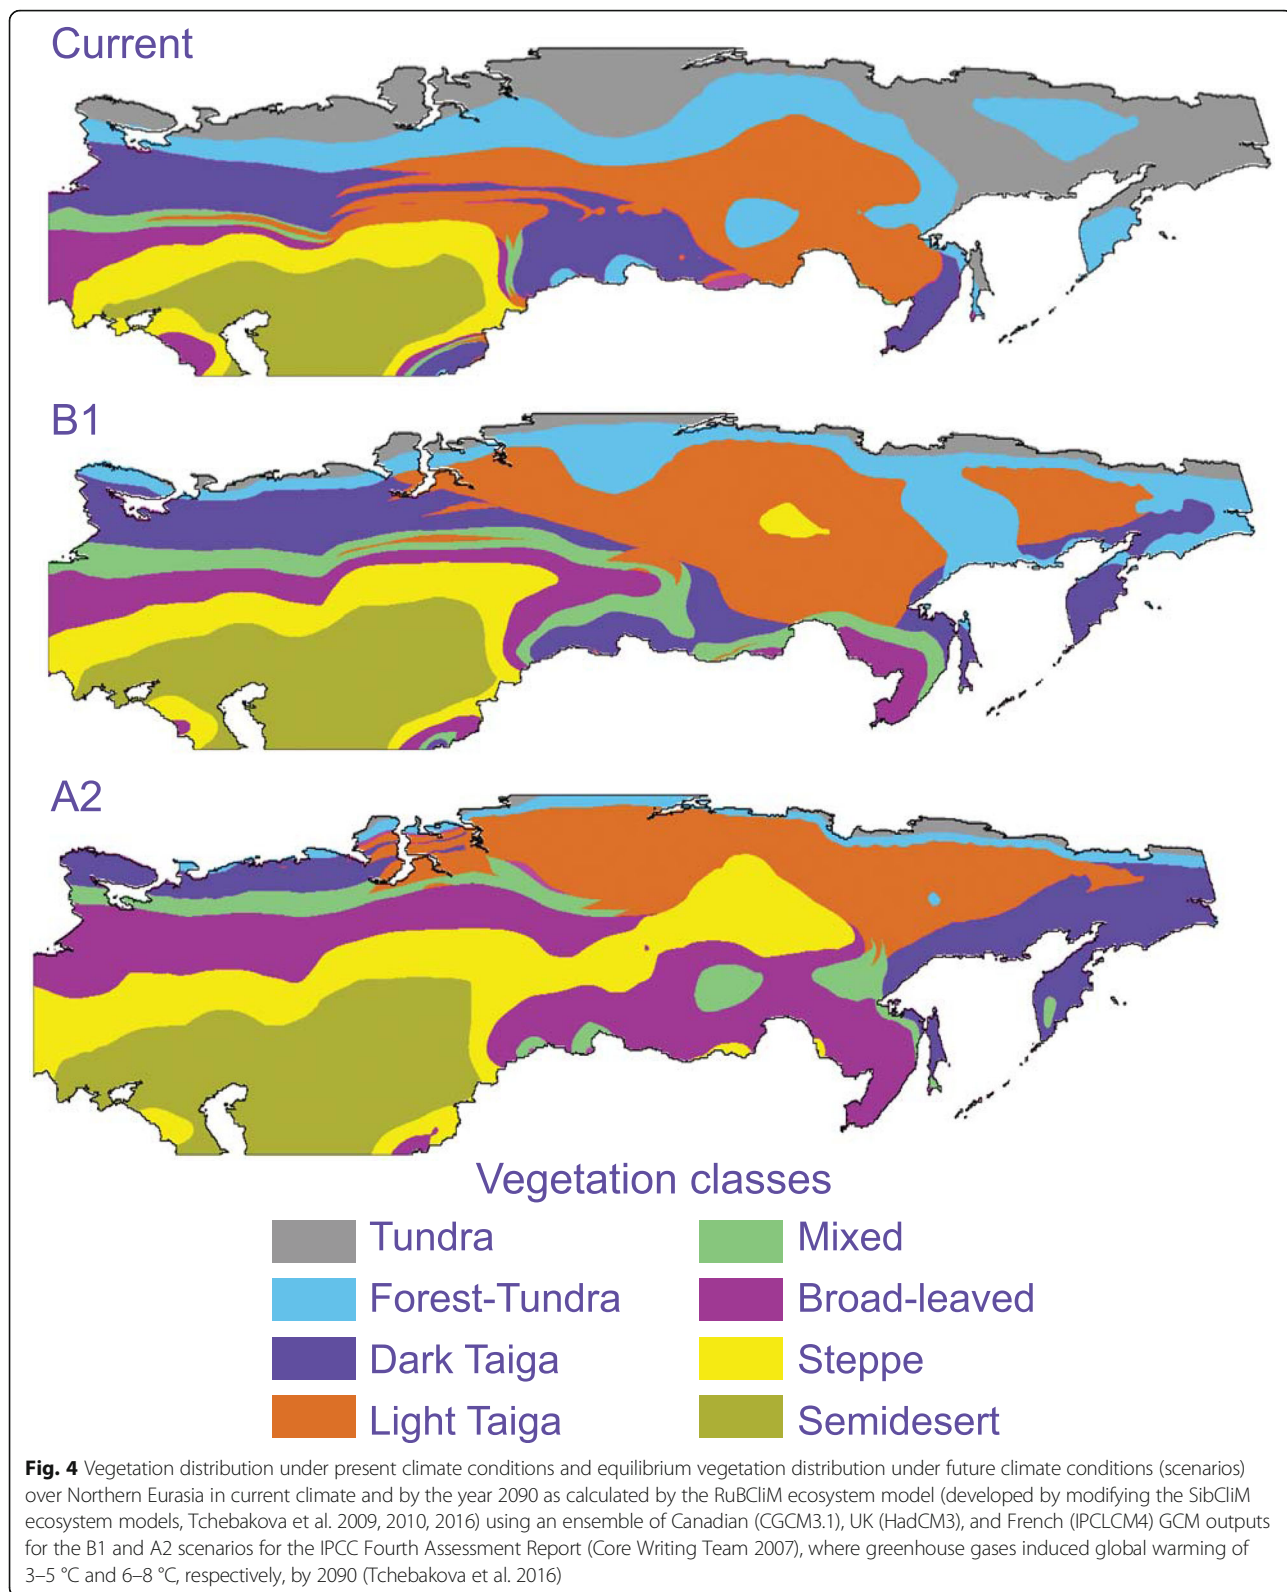 Current
B1
A2
Vegetation classes
Tundra
Mixed
Forest-Tundra
Broad-leaved
Dark Taiga
Steppe
Light Taiga
Semidesert
Fig. 4 Vegetation distribution under present climate conditions and equilibrium vegetation distribution under future climate conditions (scenarios)
over Northern Eurasia in current climate and by the year 2090 as calculated by the RuBCliM ecosystem model (developed by modifying the SibCliM
ecosystem models, Tchebakova et al. 2009, 2010, 2016) using an ensemble of Canadian (CGCM3.1), UK (HadCM3), and French (IPCLCM4) GCM outputs
for the B1 and A2 scenarios for the IPCC Fourth Assessment Report (Core Writing Team 2007), where greenhouse gases induced global warming of
3–5 °C and 6–8 °C, respectively, by 2090 (Tchebakova et al. 2016)